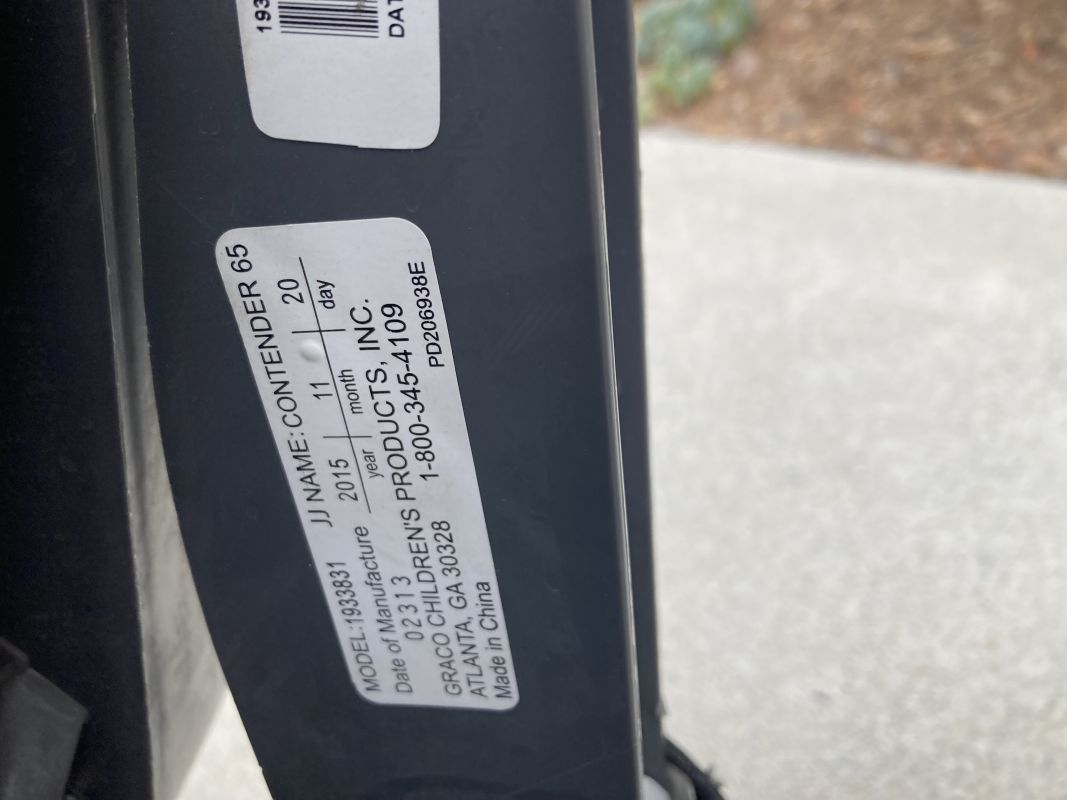 MODEL:1933831 JJ NAME: CONTENDER 65
Date of Manufacture 2015 11 20
year month day
02313
GRACO CHILDREN'S PRODUCTS, INC.
ATLANTA, GA 30328 1-800-345-4109
Made in China PD206938E
193
DAT